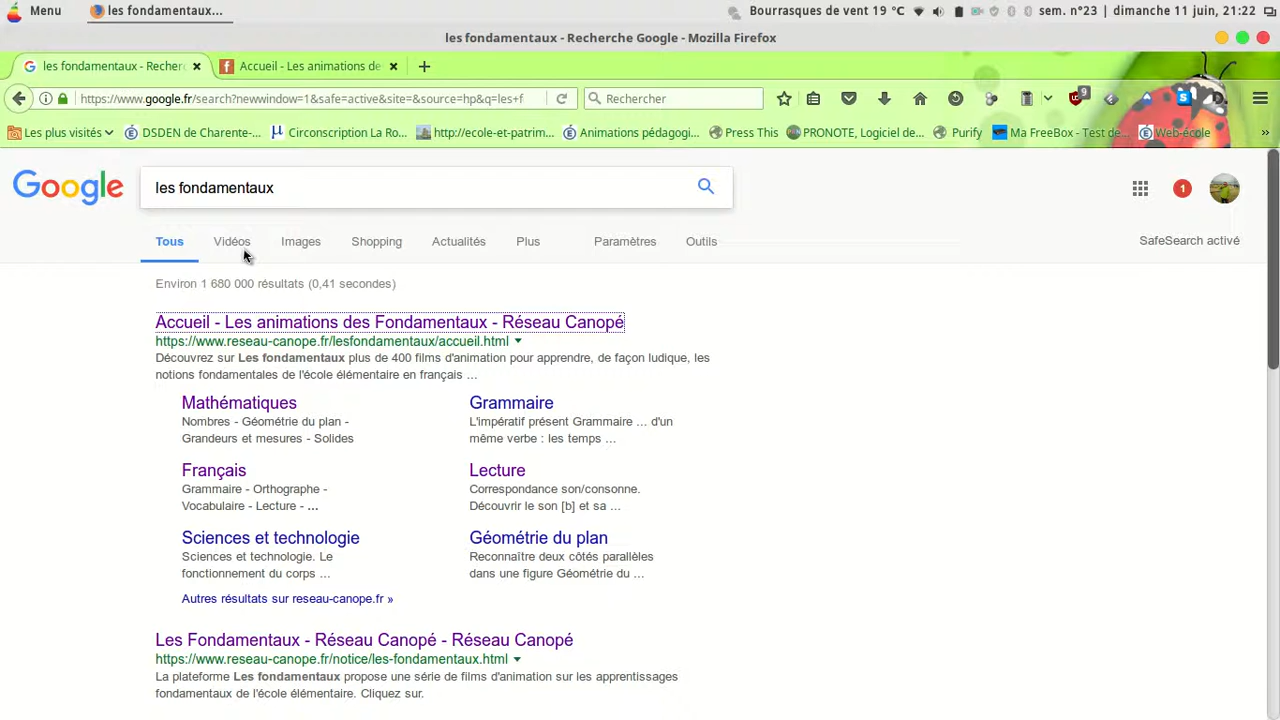 Menu les fondamentaux... Bourrasques de vent 19 °C sem. n°23 | dimanche 11 juin, 21:22
les fondamentaux - Recherche Google - Mozilla Firefox
les fondamentaux - Recher Accueil - Les animations de
https://www.google.fr/search?newwindow=1&safe=active&site=&source=hp&q=les+f Rechercher 9
Les plus visités DSDEN de Charente-... Circonscription La Ro... http://ecole-et-patrim... Animations pédagogi... Press This PRONOTE, Logiciel de... Purify Ma FreeBox - Test de... Web-école »
Google les fondamentaux 1
Tous Vidéos Images Shopping Actualités Plus Paramètres Outils SafeSearch activé
Environ 1 680 000 résultats (0,41 secondes)
Accueil - Les animations des Fondamentaux - Réseau Canopé
https://www.reseau-canope.fr/lesfondamentaux/accueil.html
Découvrez sur Les fondamentaux plus de 400 films d'animation pour apprendre, de façon ludique, les
notions fondamentales de l'école élémentaire en français ...
Mathématiques
Nombres - Géométrie du plan -
Grandeurs et mesures - Solides
Grammaire
L'impératif présent Grammaire ... d'un
même verbe : les temps ...
Français
Grammaire - Orthographe -
Vocabulaire - Lecture - ...
Lecture
Correspondance son/consonne.
Découvrir le son [b] et sa ...
Sciences et technologie
Sciences et technologie. Le
fonctionnement du corps ...
Géométrie du plan
Reconnaître deux côtés parallèles
dans une figure Géométrie du ...
Autres résultats sur reseau-canope.fr »
Les Fondamentaux - Réseau Canopé - Réseau Canopé
https://www.reseau-canope.fr/notice/les-fondamentaux.html
La plateforme Les fondamentaux propose une série de films d'animation sur les apprentissages
fondamentaux de l'école élémentaire. Cliquez sur.